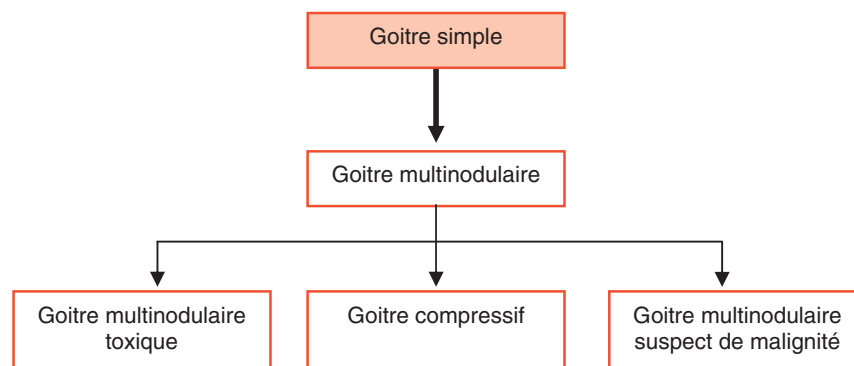 Goitre simple
Goitre multinodulaire
Goitre multinodulaire
toxique
Goitre compressif
Goitre multinodulaire
suspect de malignité